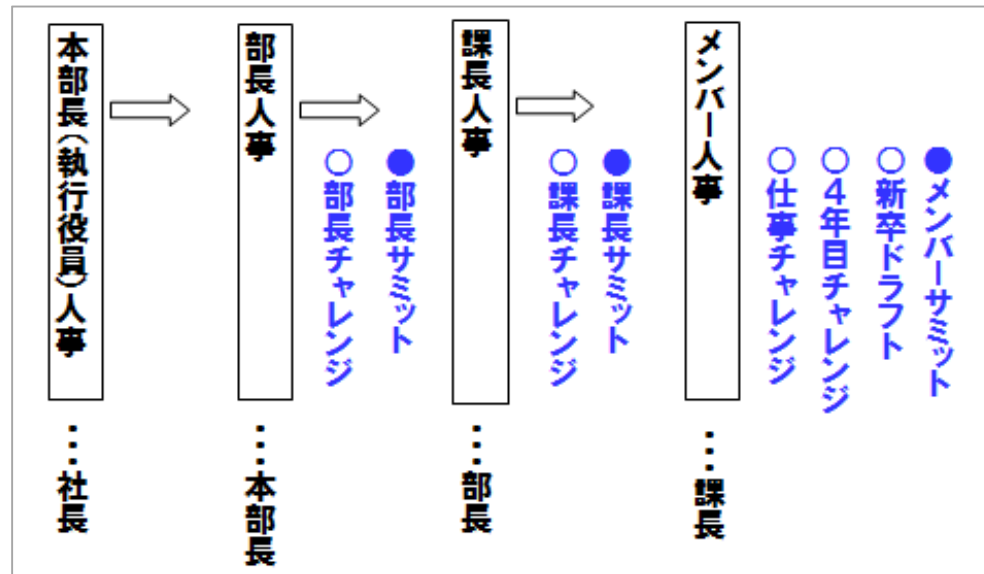 本部長（執行役員）人事
…社長
部長人事
…本部長
○部長チャレンジ
●部長サミット
課長人事
…部長
○課長チャレンジ
●課長サミット
メンバー人事
…課長
○仕事チャレンジ
○４年目チャレンジ
○新卒ドラフト
●メンバーサミット